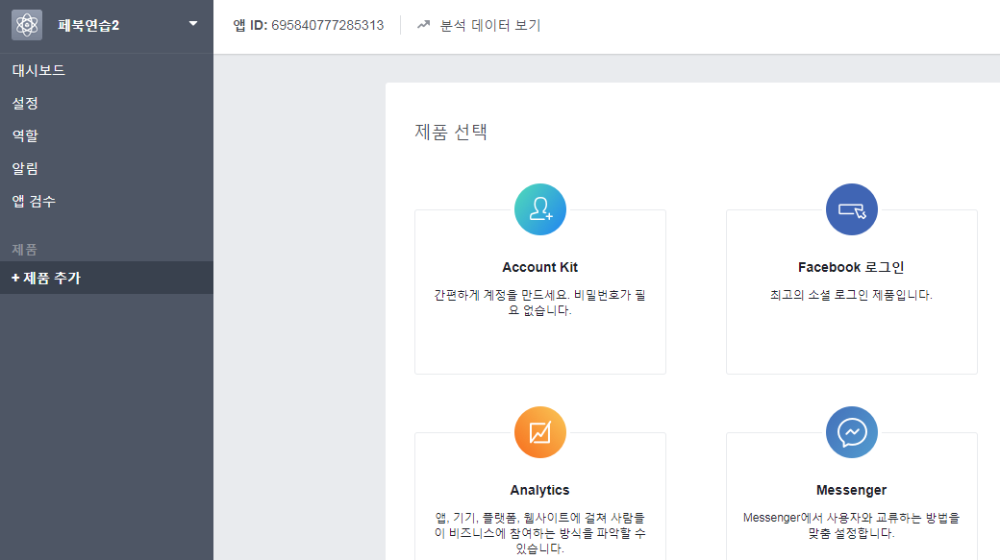 페북연습2
앱 ID: 695840777285313
분석 데이터 보기
대시보드
설정
역할
알림
앱 검수
제품
+ 제품 추가
제품 선택
Account Kit
간편하게 계정을 만드세요. 비밀번호가 필
요 없습니다.
Facebook 로그인
최고의 소셜 로그인 제품입니다.
Analytics
앱, 기기, 플랫폼, 웹사이트에 걸쳐 사람들
이 비즈니스에 참여하는 방식을 파악할 수
있습니다.
Messenger
Messenger에서 사용자와 교류하는 방법을
맞춤 설정합니다.